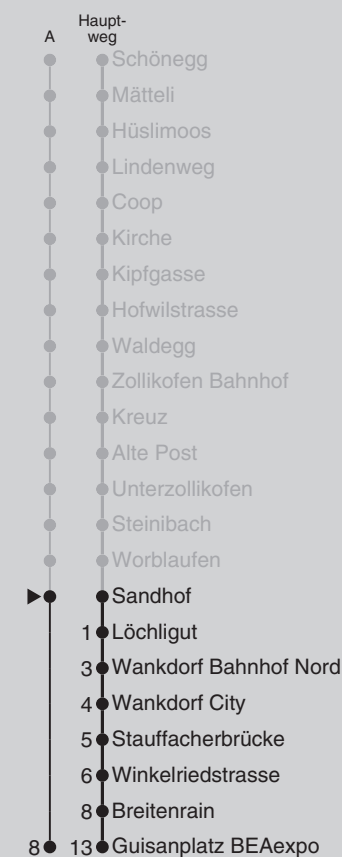 A Haupt-
weg
Schönegg
Mätteli
Hüslimoos
Lindenweg
Coop
Kirche
Kipfgasse
Hofwilstrasse
Waldegg
Zollikofen Bahnhof
Kreuz
Alte Post
Unterzollikofen
Steinibach
Worblaufen
Sandhof
1 Löchligut
3 Wankdorf Bahnhof Nord
4 Wankdorf City
5 Stauffacherbrücke
6 Winkelriedstrasse
8 Breitenrain
8 13 Guisanplatz BEAexpo